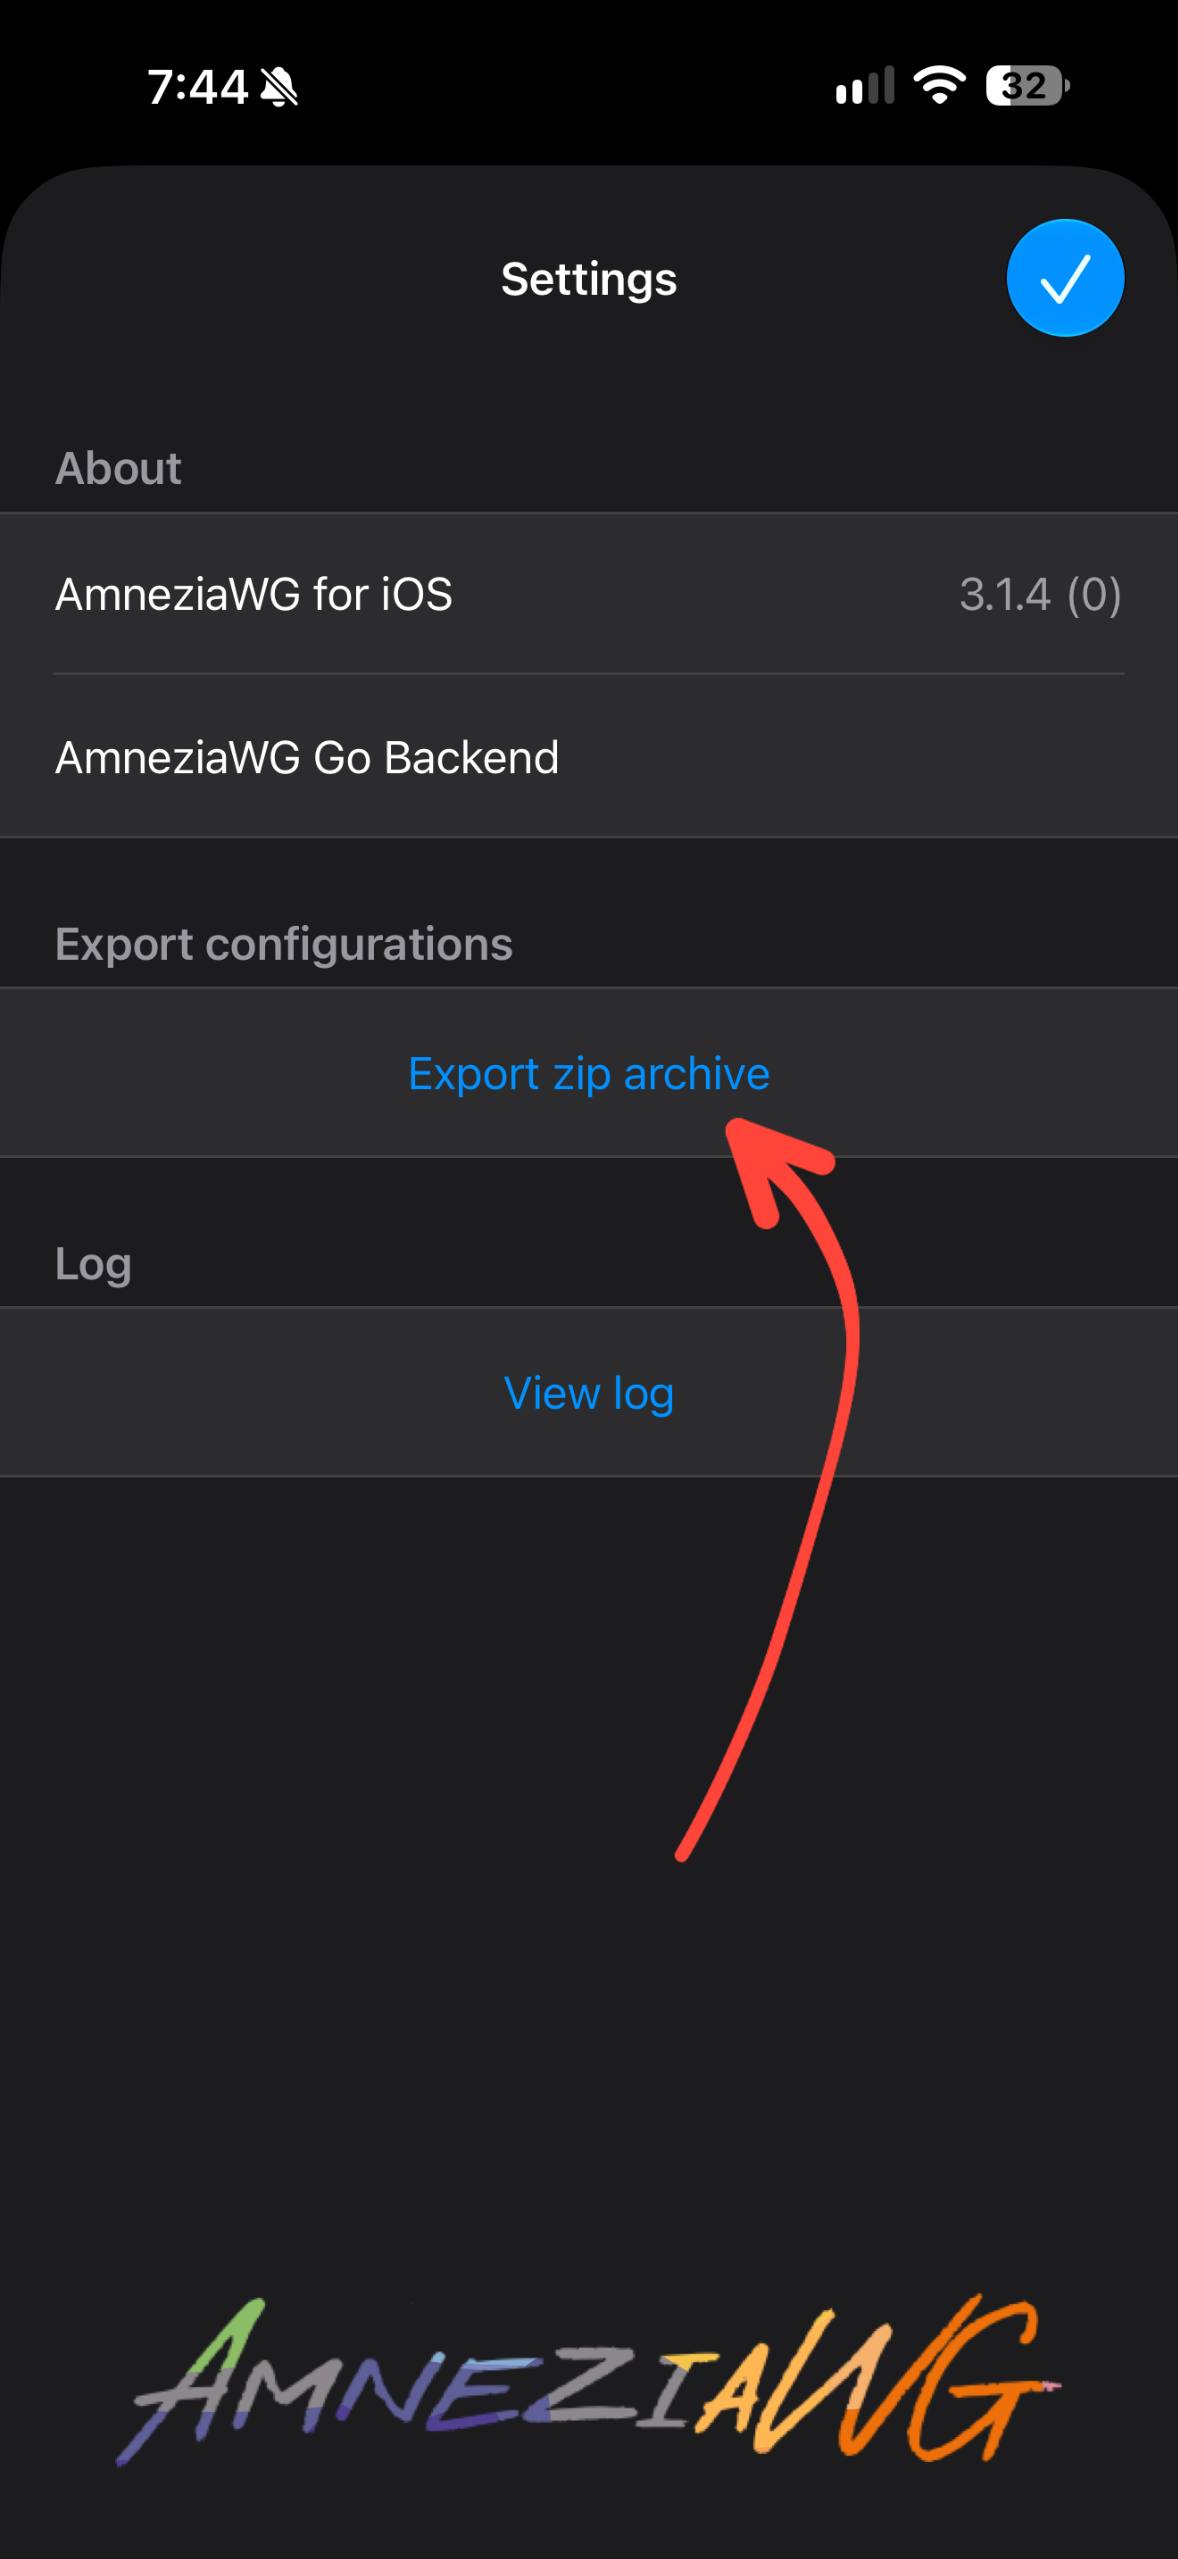 7:44
32
Settings
About
AmneziaWG for iOS 3.1.4 (0)
AmneziaWG Go Backend
Export configurations
Export zip archive
Log
View log
AMNEZIAWG